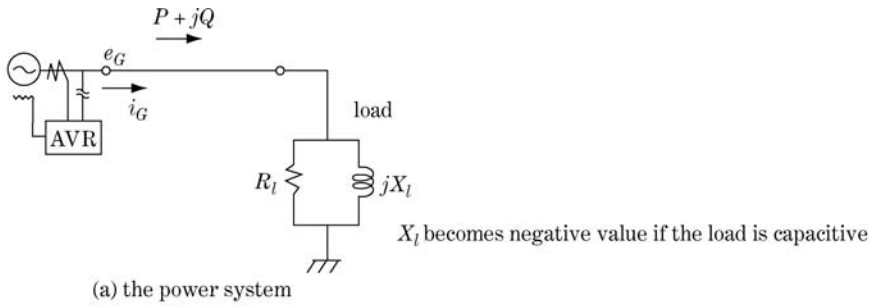 P + jQ
e_G
i_G
AVR
load
R_l
jX_l
X_l becomes negative value if the load is capacitive
(a) the power system